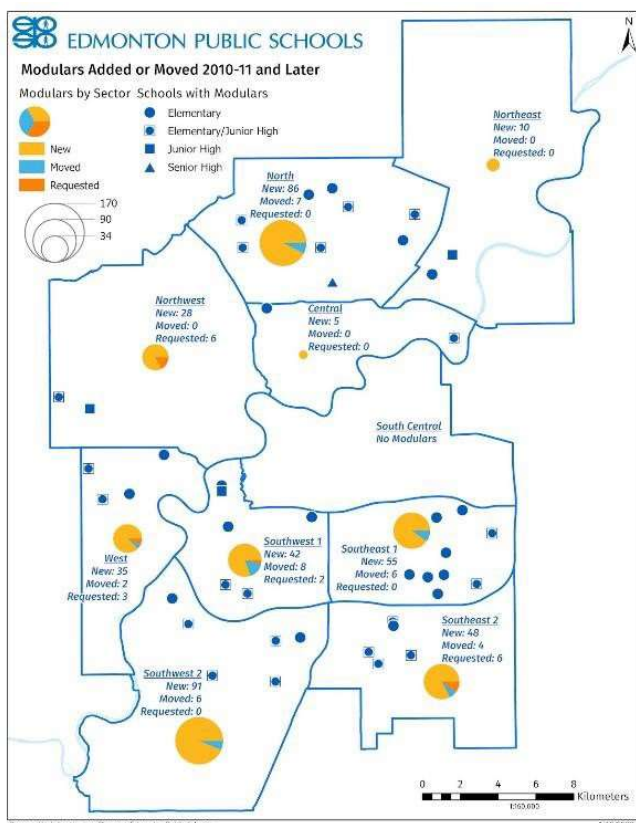 EDMONTON PUBLIC SCHOOLS
Modulars Added or Moved 2010-11 and Later
Modulars by Sector
New
Moved
Requested
170
90
34
Schools with Modulars
Elementary
Elementary/Junior High
Junior High
Senior High
N
Northeast
New: 10
Moved: 0
Requested: 0
North
New: 86
Moved: 7
Requested: 0
Northwest
New: 28
Moved: 0
Requested: 6
Central
New: 5
Moved: 0
Requested: 0
South Central
No Modulars
West
New: 35
Moved: 2
Requested: 3
Southwest 1
New: 42
Moved: 8
Requested: 2
Southeast 1
New: 55
Moved: 6
Requested: 0
Southeast 2
New: 48
Moved: 4
Requested: 6
Southwest 2
New: 91
Moved: 6
Requested: 0
0 2 4 6 8
Kilometers
1:160,000